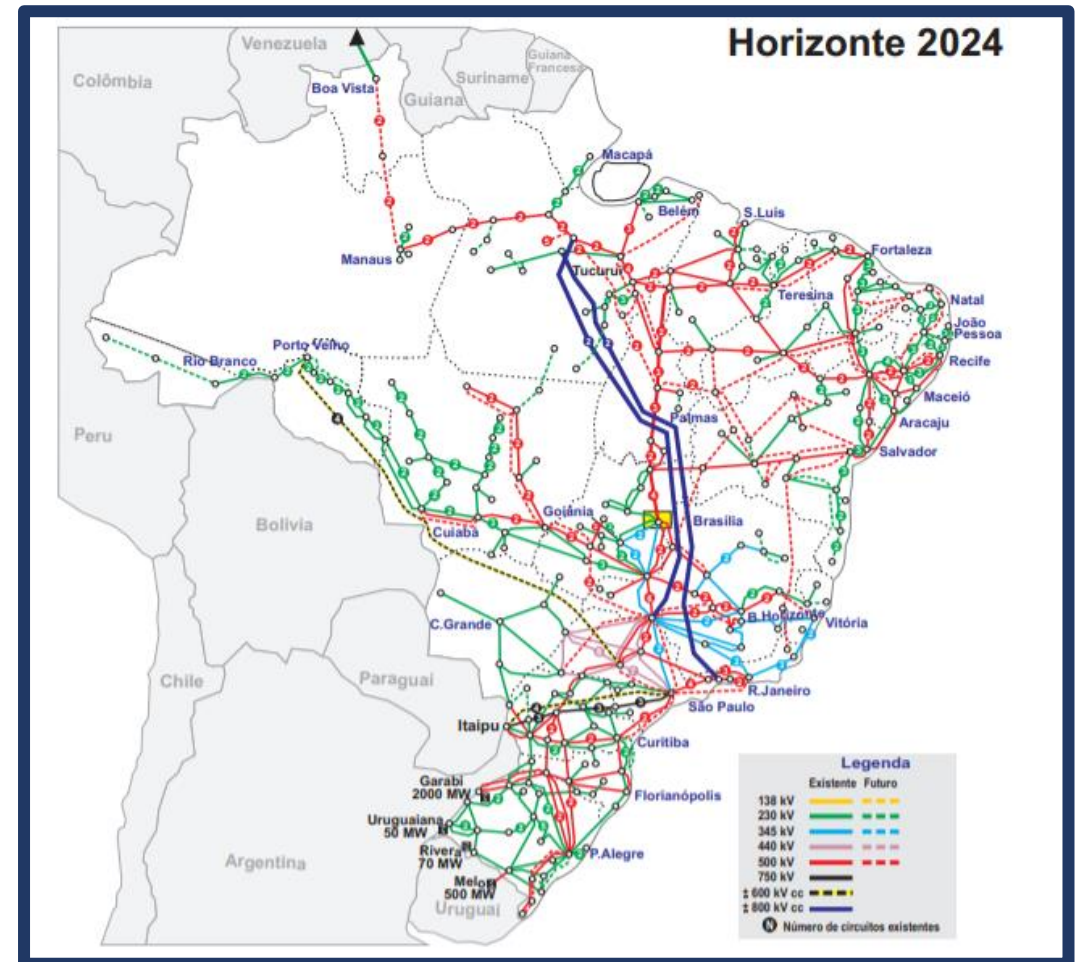 Horizonte 2024
Venezuela
Guiana
Francesa
Colômbia
Suriname
Boa Vista
Guiana
Macapá
Belém
S.Luis
Manaus
Fortaleza
Tucuruí
Teresina
Natal
João
Pessoa
Porto Velho
Rio Branco
Recife
Maceió
Palmas
Aracaju
Peru
Salvador
Goiânia
Brasília
Bolivia
Cuiabá
B.Horizonte
C.Grande
Vitória
Chile
Paraguai
R.Janeiro
São Paulo
Itaipu
Curitiba
Garabi
2000 MW
Florianópolis
Uruguaiana
50 MW
Rivera
70 MW
P.Alegre
Argentina
Melo
500 MW
Uruguai
Legenda
Existente Futuro
138 kV
230 kV
345 kV
440 kV
500 kV
750 kV
± 600 kV cc
± 800 kV cc
N Número de circuitos existentes